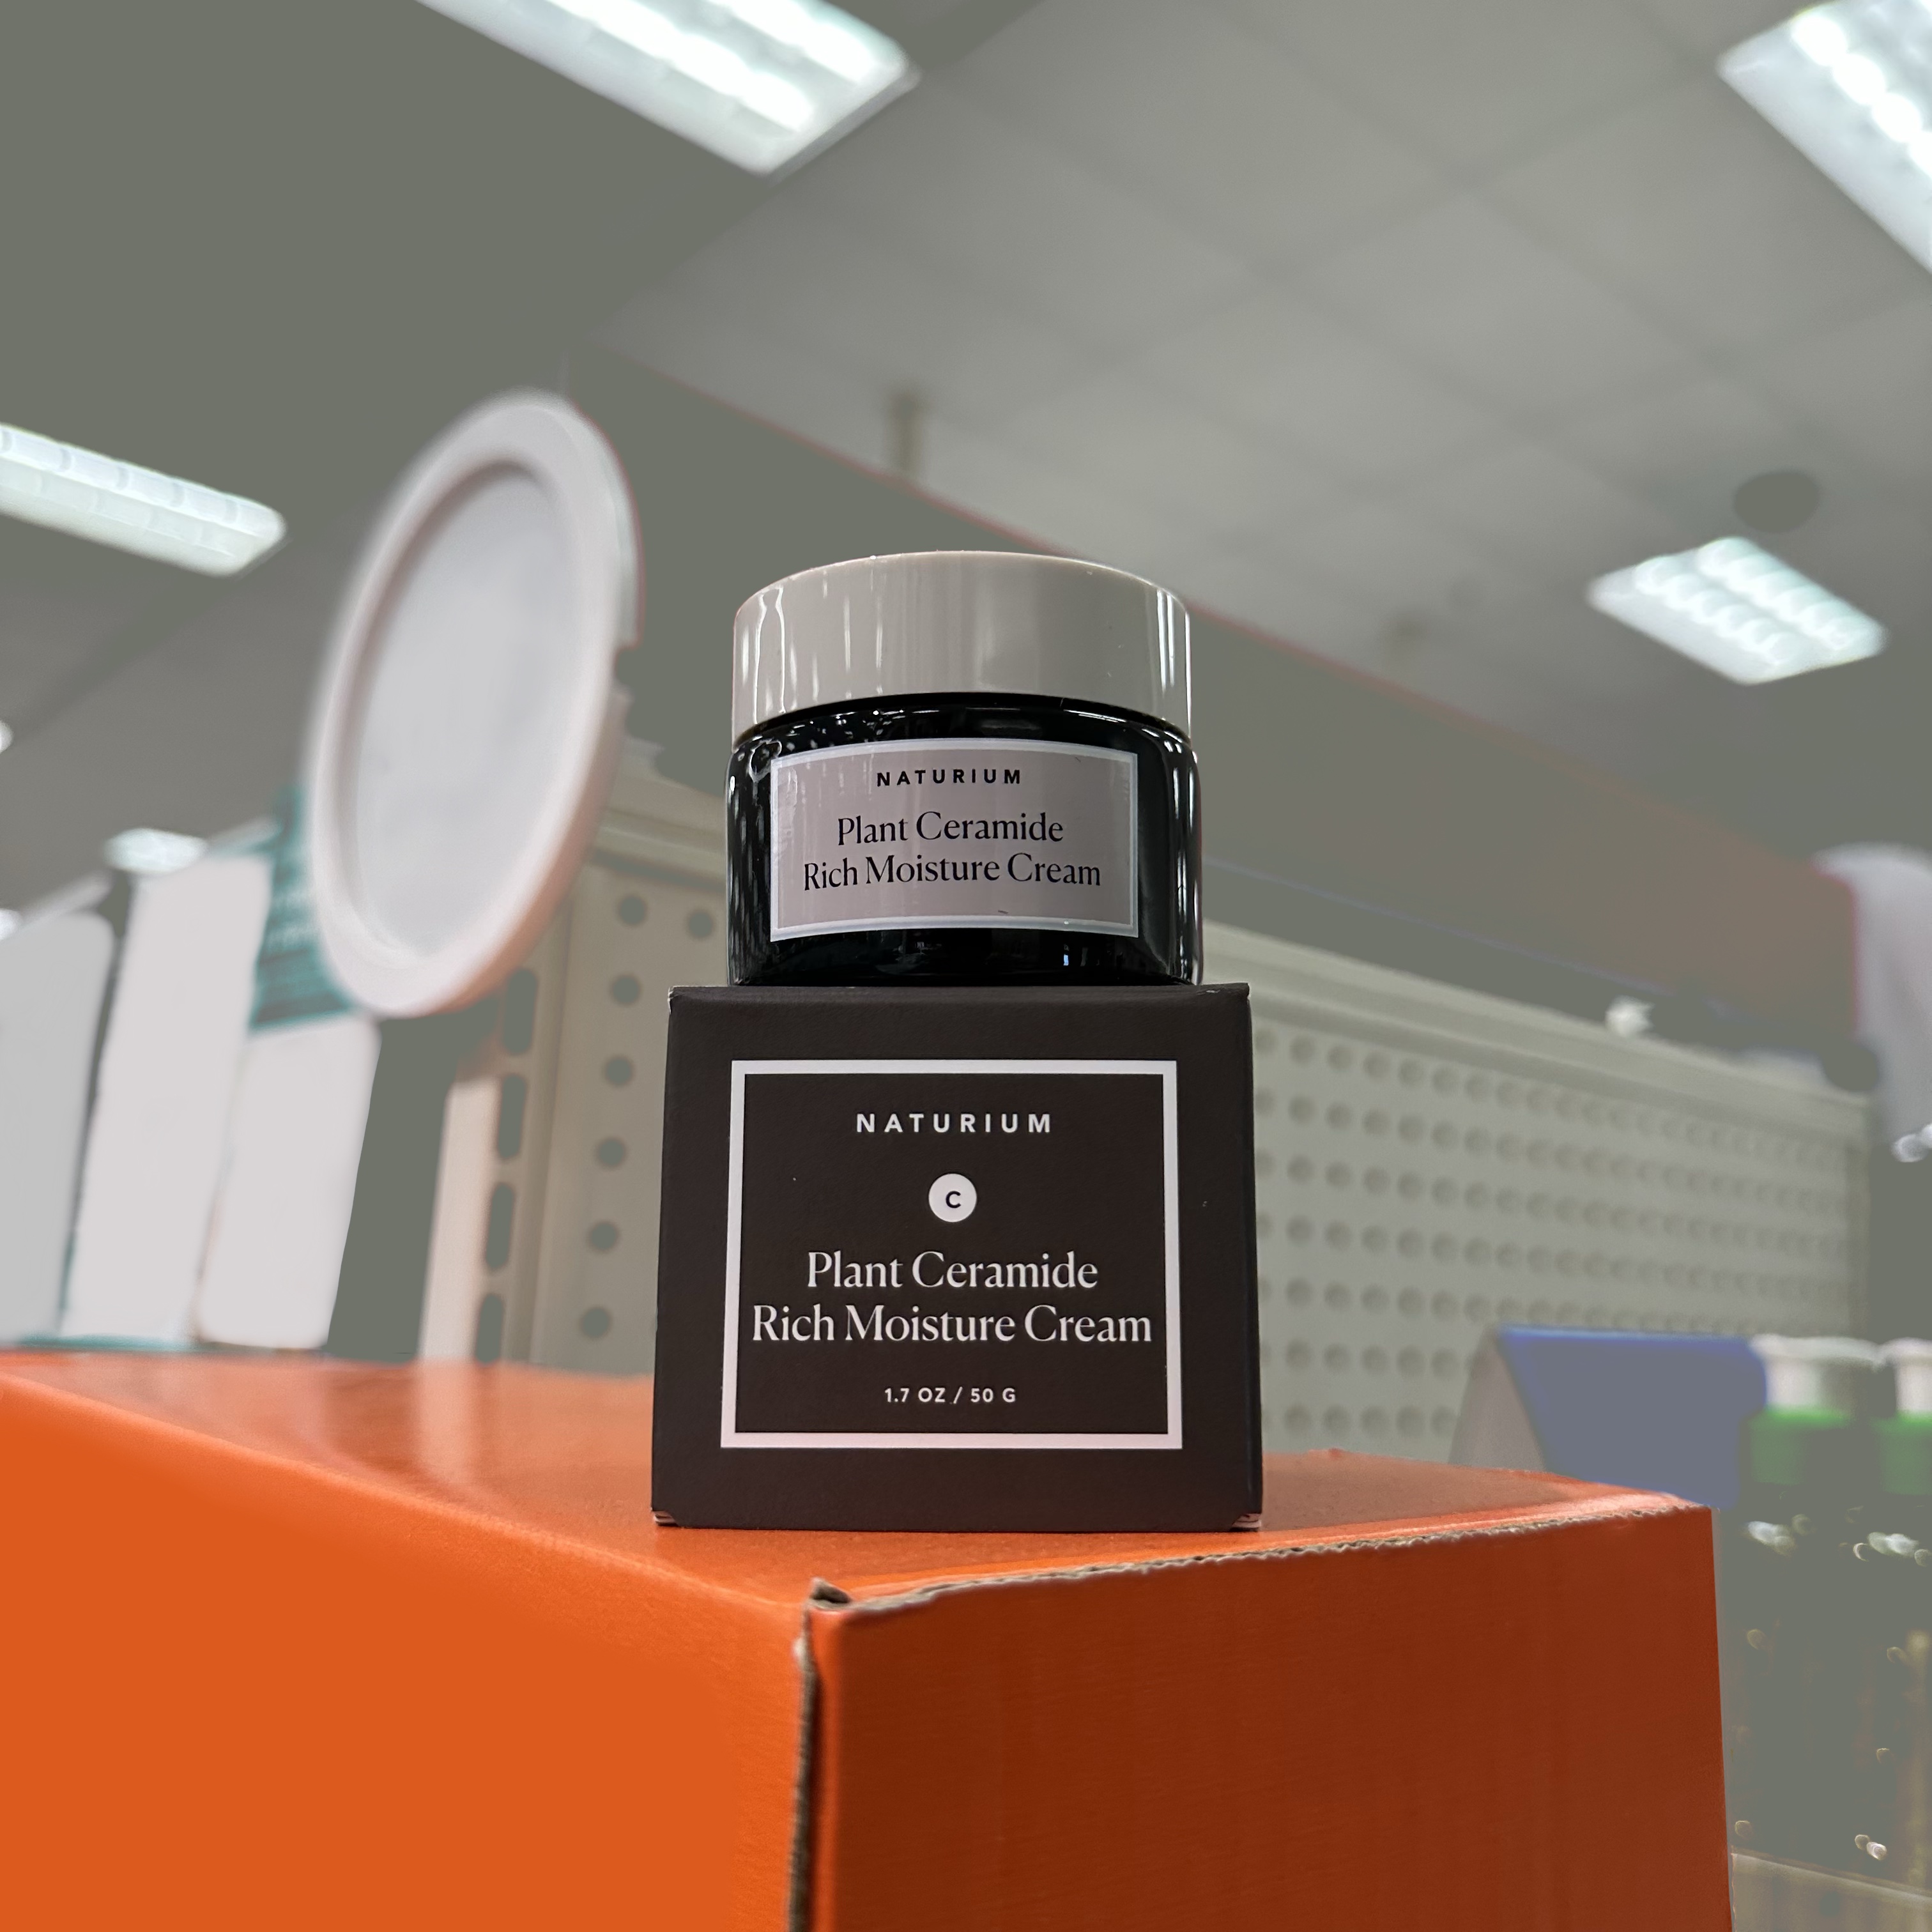 NATURIUM
Plant Ceramide
Rich Moisture Cream
NATURIUM
C
Plant Ceramide
Rich Moisture Cream
1.7 OZ / 50 G